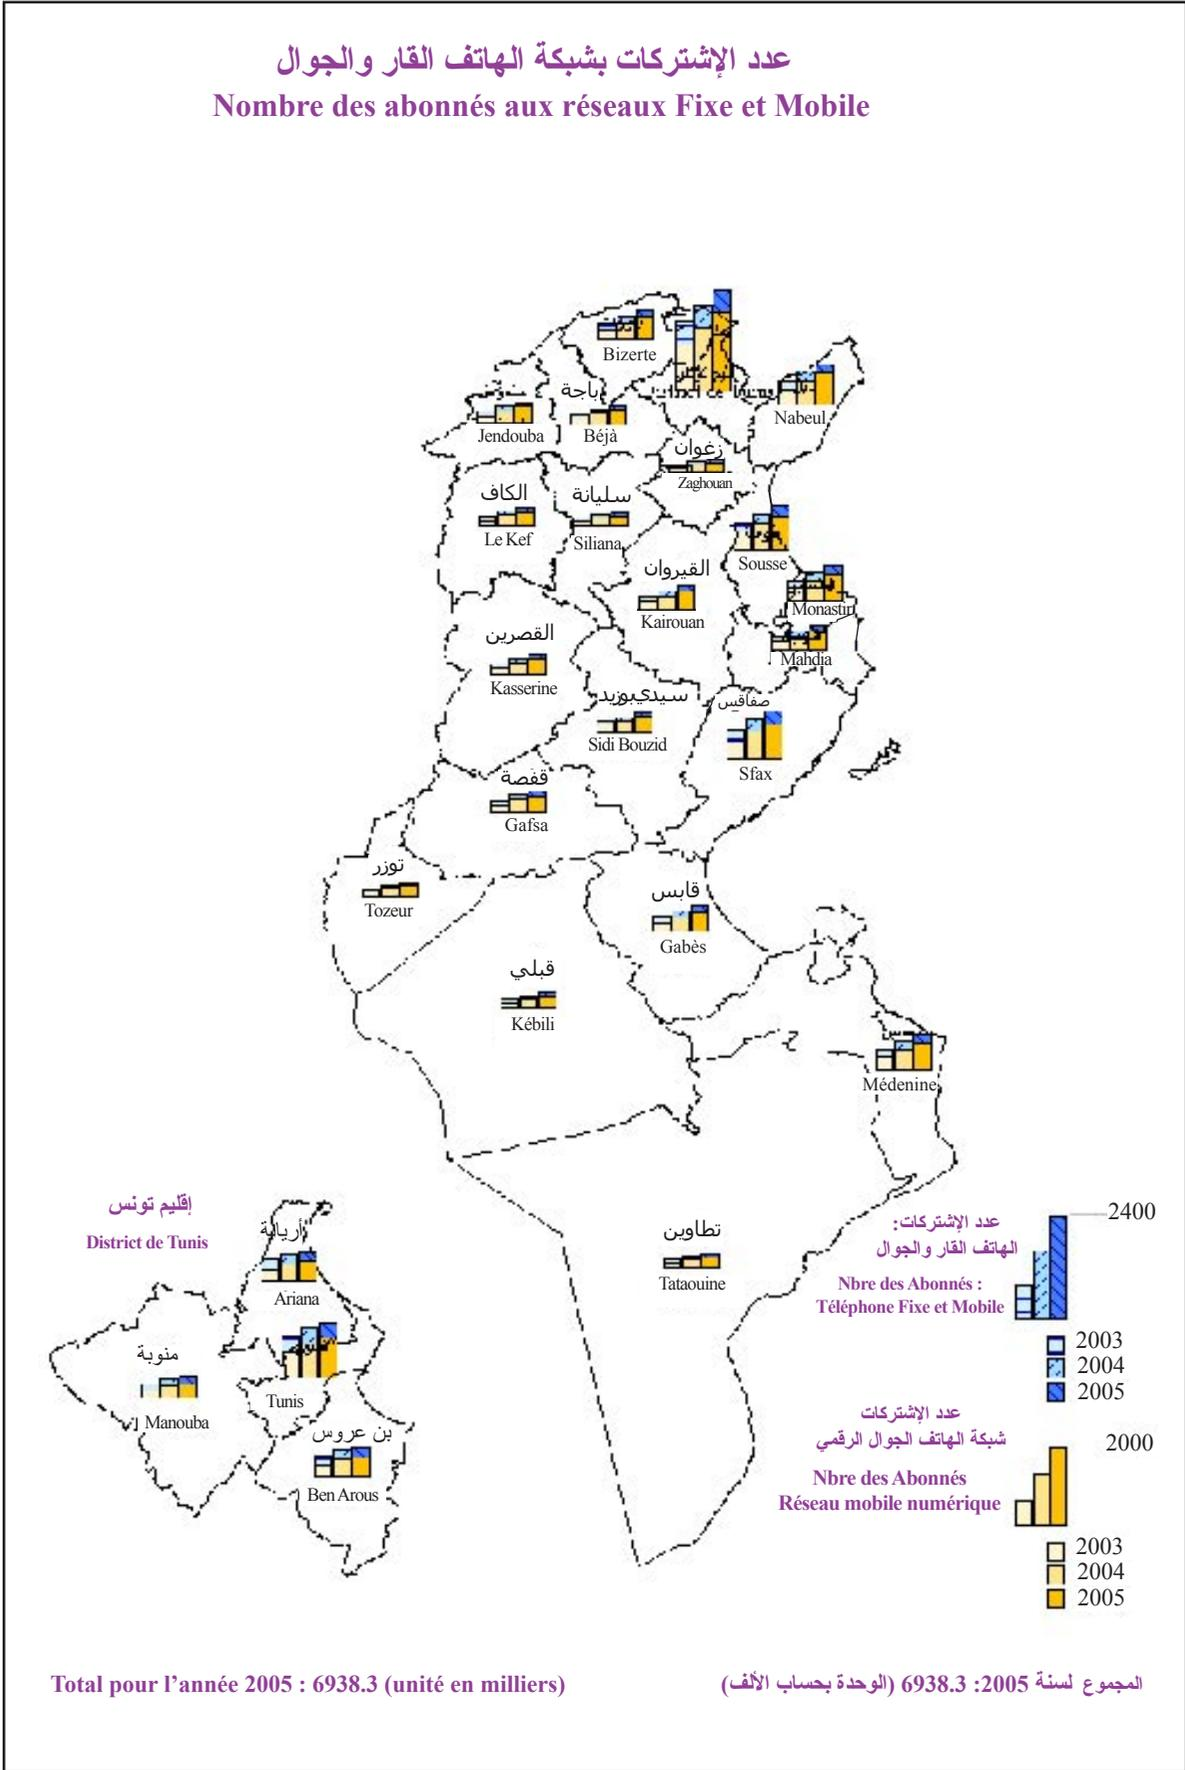 عدد الإشتركات بشبكة الهاتف القار والجوال
Nombre des abonnés aux réseaux Fixe et Mobile
Bizerte
باجة
Nabeul
Jendouba
Béjà
زغوان
Zaghouan
الكاف
سليانة
Le Kef
Siliana
Sousse
القيروان
Monastir
Kairouan
القصرين
Mahdia
Kasserine
سيدي بوزيد
صفاقس
Sidi Bouzid
Sfax
قفصة
Gafsa
توزر
Tozeur
قابس
Gabès
قبلي
Kébili
Médenine
إقليم تونس
District de Tunis
أريانة
Ariana
منوبة
Manouba
Tunis
بن عروس
Ben Arous
تطاوين
Tataouine
2400
عدد الإشتركات:
الهاتف القار والجوال
Nbre des Abonnés :
Téléphone Fixe et Mobile
2003
2004
2005
عدد الإشتركات
شبكة الهاتف الجوال الرقمي
2000
Nbre des Abonnés
Réseau mobile numérique
2003
2004
2005
Total pour l’année 2005 : 6938.3 (unité en milliers)
المجموع لسنة 2005: 6938.3 (الوحدة بحساب الألف)